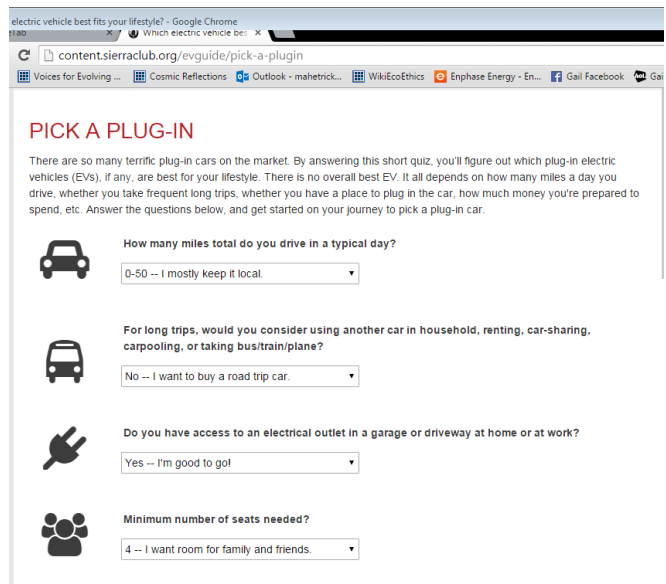 electric vehicle best fits your lifestyle? - Google Chrome
Which electric vehicle bes
content.sierraclub.org/evguide/pick-a-plugin
Voices for Evolving ... Cosmic Reflections Outlook - mahetrick... WikiEcoEthics Enphase Energy - En... Gail Facebook Gai
PICK A PLUG-IN
There are so many terrific plug-in cars on the market. By answering this short quiz, you'll figure out which plug-in electric
vehicles (EVs), if any, are best for your lifestyle. There is no overall best EV. It all depends on how many miles a day you
drive, whether you take frequent long trips, whether you have a place to plug in the car, how much money you're prepared to
spend, etc. Answer the questions below, and get started on your journey to pick a plug-in car.
How many miles total do you drive in a typical day?
0-50 -- I mostly keep it local.
For long trips, would you consider using another car in household, renting, car-sharing,
carpooling, or taking bus/train/plane?
No -- I want to buy a road trip car.
Do you have access to an electrical outlet in a garage or driveway at home or at work?
Yes -- I'm good to go!
Minimum number of seats needed?
4 -- I want room for family and friends.